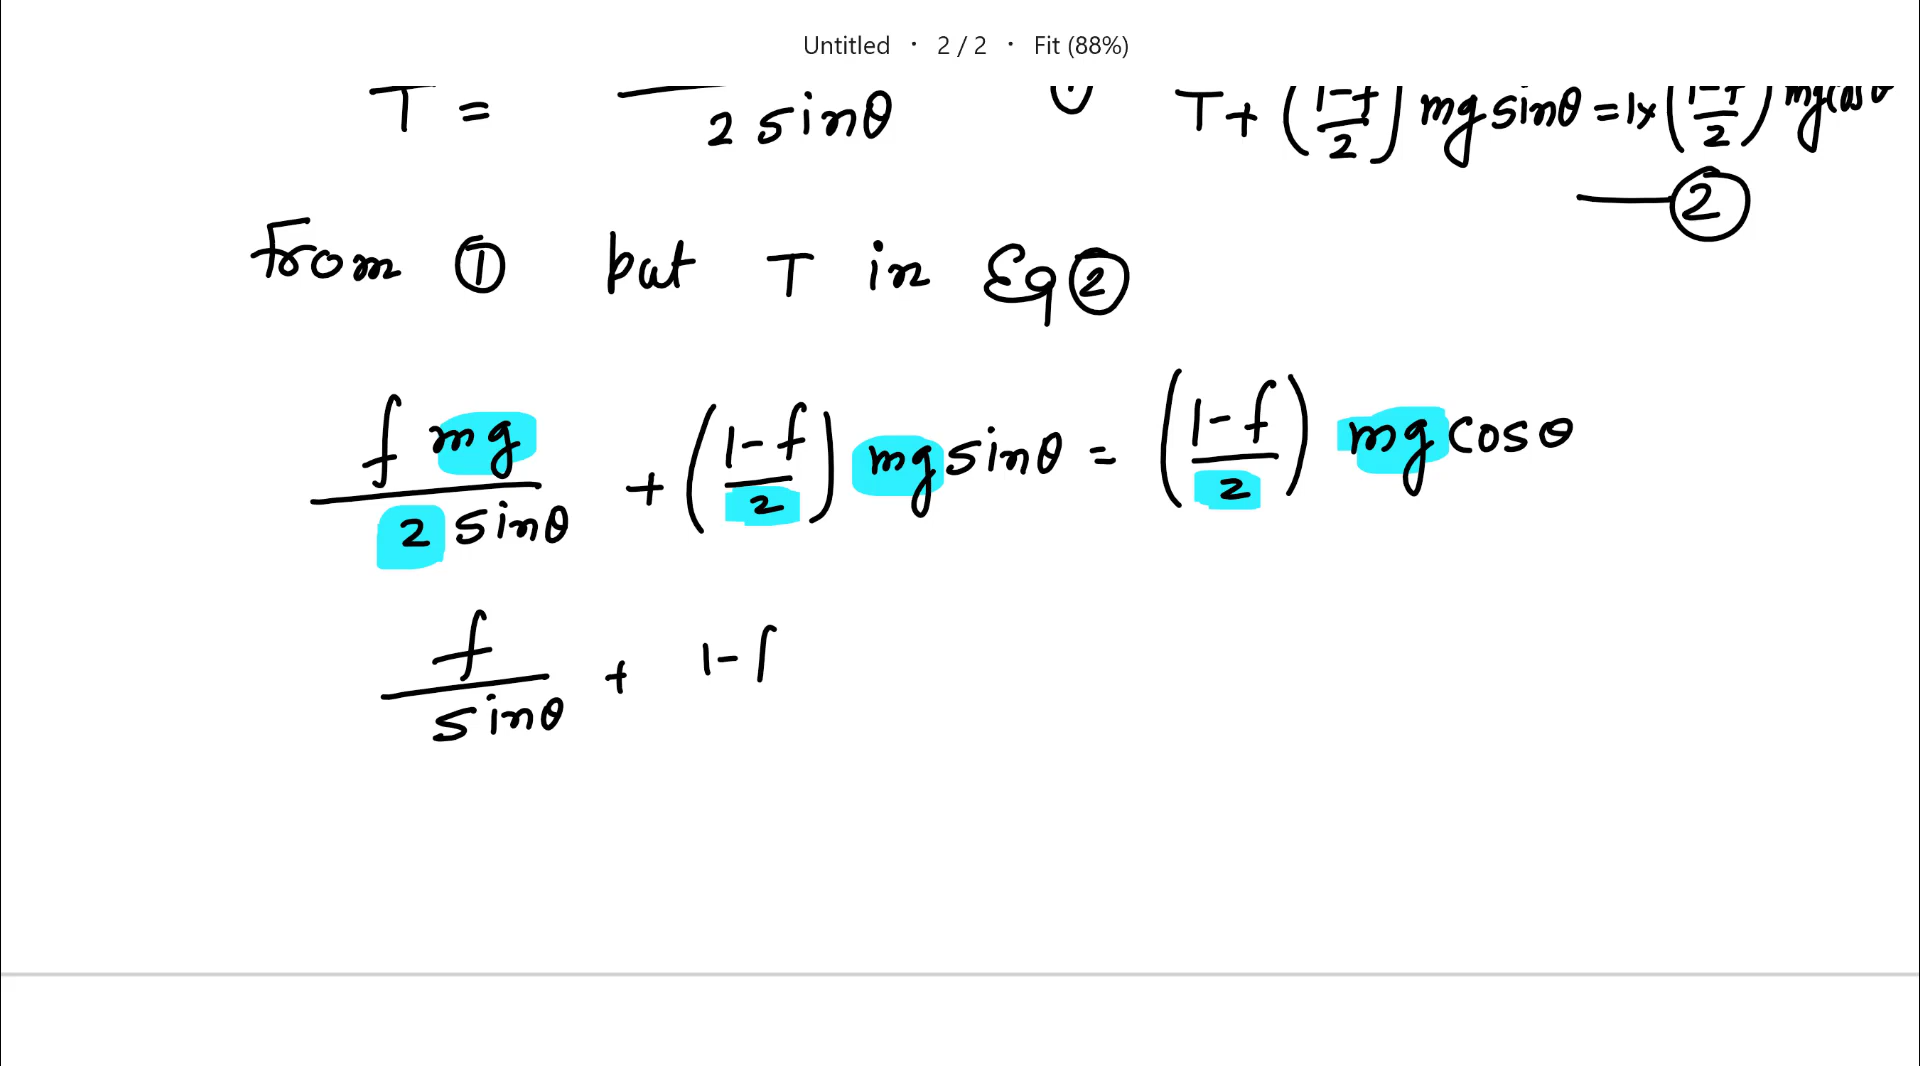 Untitled · 2 / 2 · Fit (88%)
T = 2 sinθ
T + (1-f/2) mg sinθ = 1× (1-f/2) mg cosθ
② 
from ① put T in Eq ②
f mg / 2 sinθ + (1-f/2) mg sinθ = (1-f/2) mg cosθ
f / sinθ + 1-f